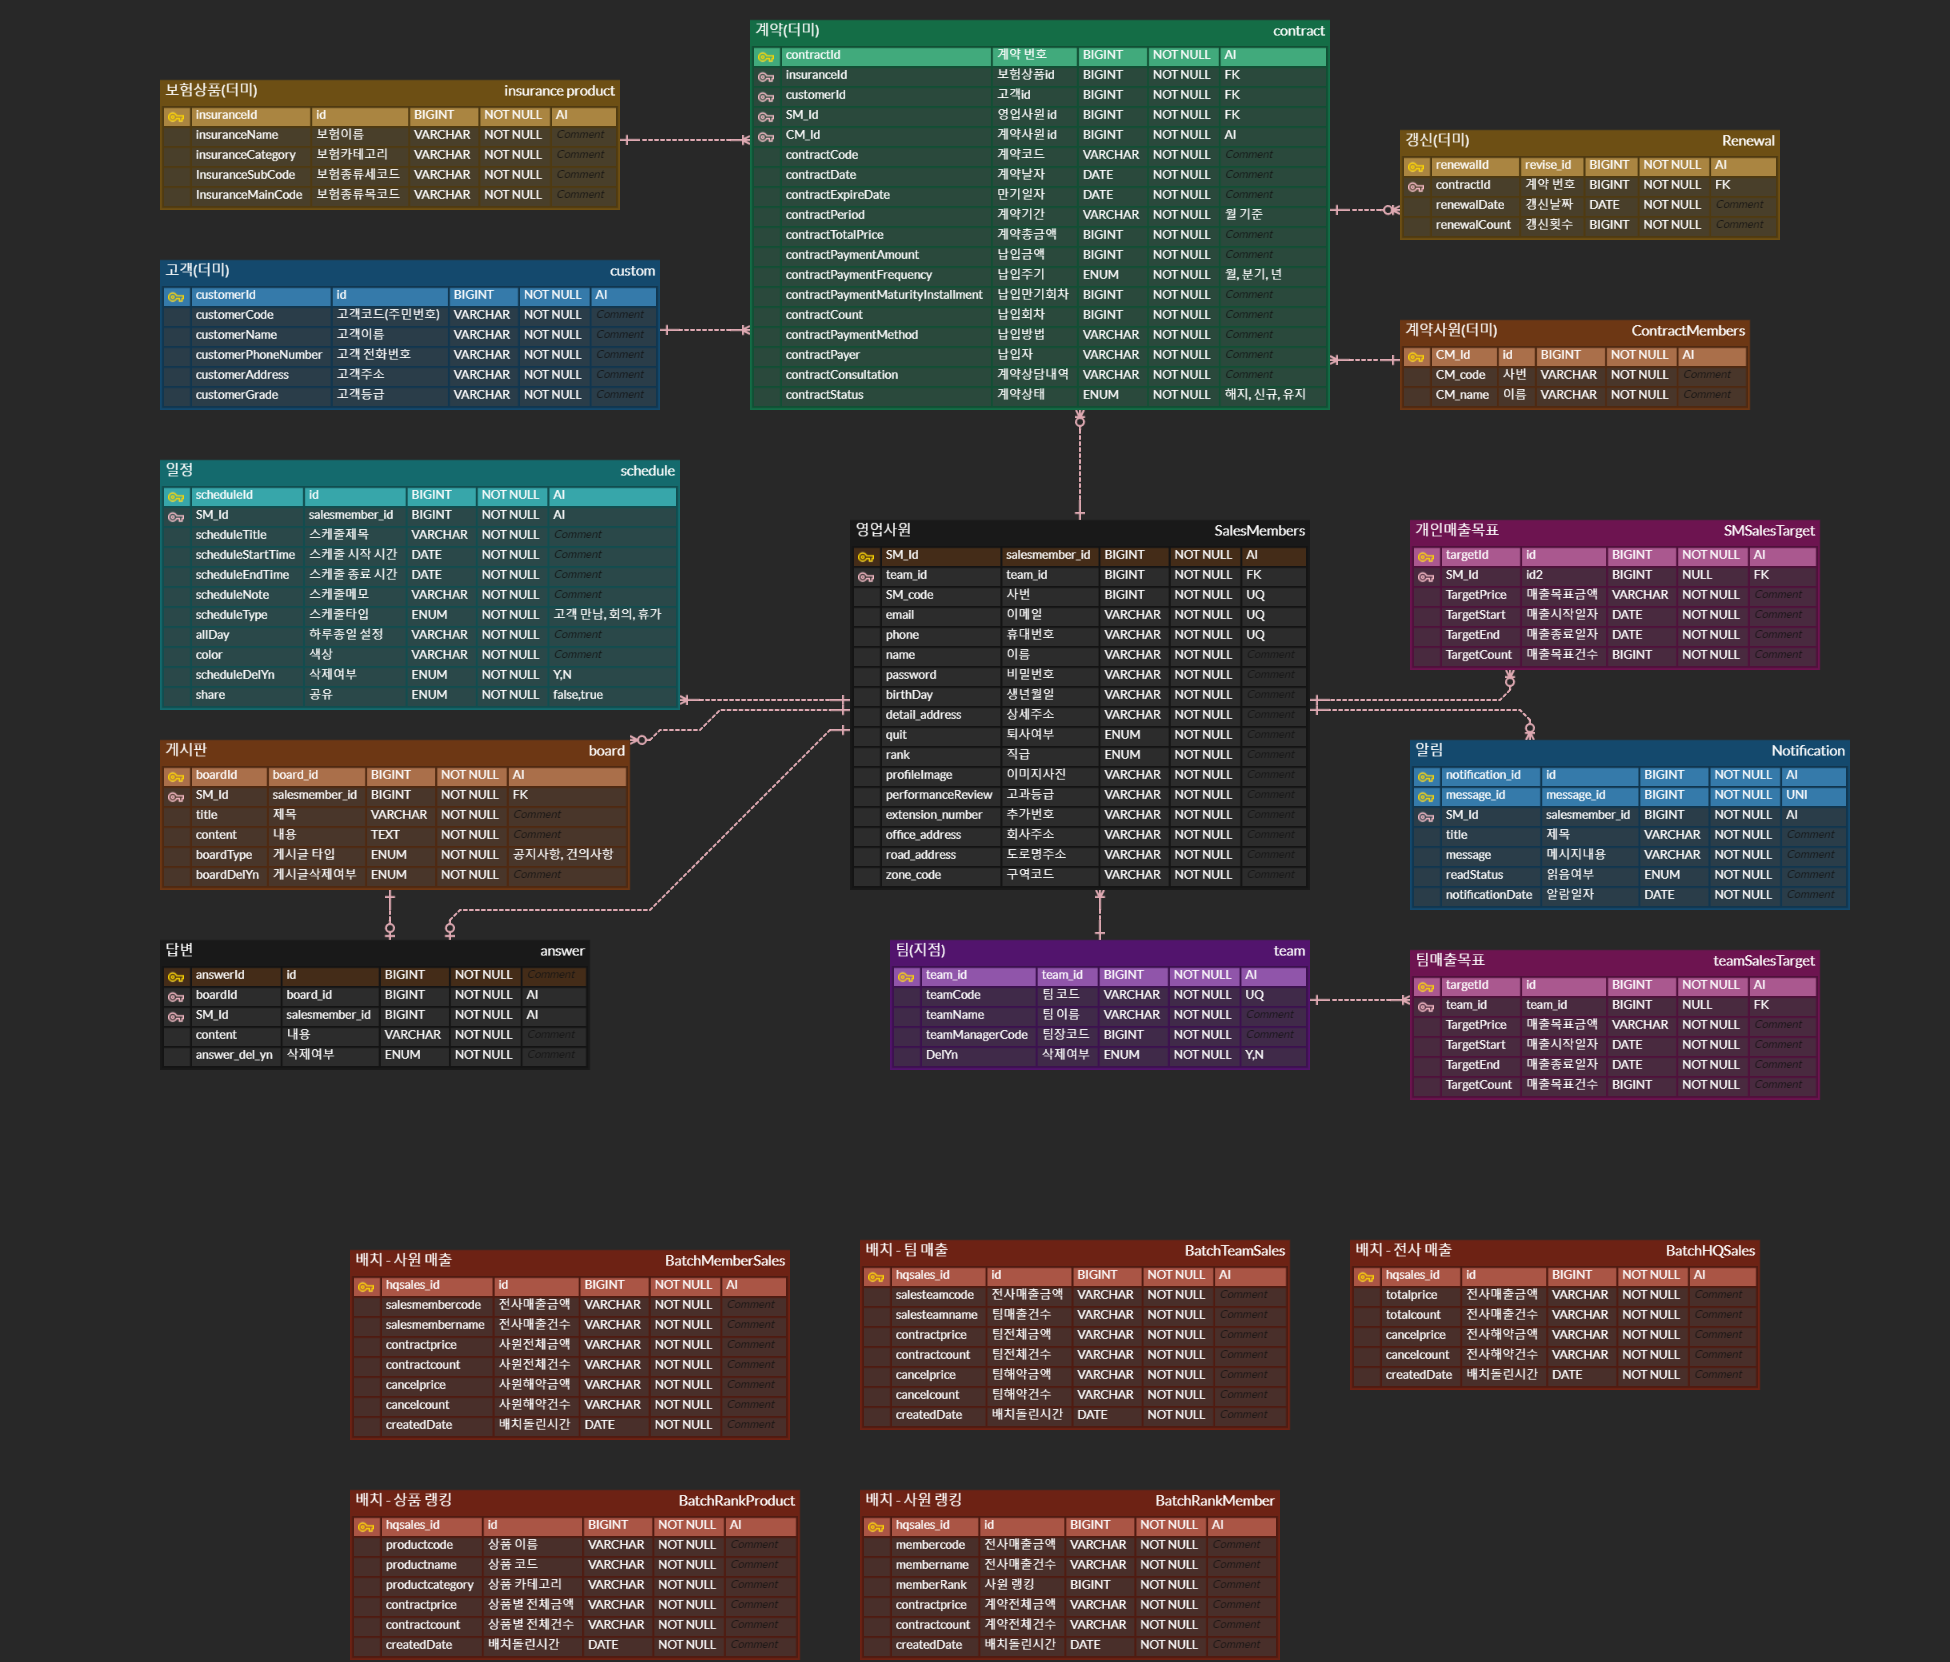 계약(더미) contract
contractId 계약 번호 BIGINT NOT NULL AI
insuranceId 보험상품id BIGINT NOT NULL FK
customerId 고객id BIGINT NOT NULL FK
SM_Id 영업사원id BIGINT NOT NULL FK
CM_Id 계약사원id BIGINT NOT NULL AI
contractCode 계약코드 VARCHAR NOT NULL Comment
contractDate 계약날자 DATE NOT NULL Comment
contractExpireDate 만기일자 DATE NOT NULL Comment
contractPeriod 계약기간 VARCHAR NOT NULL 월 기준
contractTotalPrice 계약총금액 BIGINT NOT NULL Comment
contractPaymentAmount 납입금액 BIGINT NOT NULL Comment
contractPaymentFrequency 납입주기 ENUM NOT NULL 월, 분기, 년
contractPaymentMaturityInstallment 납입만기회차 BIGINT NOT NULL Comment
contractCount 납입회차 BIGINT NOT NULL Comment
contractPaymentMethod 납입방법 VARCHAR NOT NULL Comment
contractPayer 납입자 VARCHAR NOT NULL Comment
contractConsultation 계약상담내역 VARCHAR NOT NULL Comment
contractStatus 계약상태 ENUM NOT NULL 해지, 신규, 유지
보험상품(더미) insurance product
insuranceId id BIGINT NOT NULL AI
insuranceName 보험이름 VARCHAR NOT NULL Comment
insuranceCategory 보험카테고리 VARCHAR NOT NULL Comment
InsuranceSubCode 보험종류세코드 VARCHAR NOT NULL Comment
InsuranceMainCode 보험종류목코드 VARCHAR NOT NULL Comment
갱신(더미) Renewal
renewalId revise_id BIGINT NOT NULL AI
contractId 계약 번호 BIGINT NOT NULL FK
renewalDate 갱신날짜 DATE NOT NULL Comment
renewalCount 갱신횟수 BIGINT NOT NULL Comment
고객(더미) custom
customerId id BIGINT NOT NULL AI
customerCode 고객코드(주민번호) VARCHAR NOT NULL Comment
customerName 고객이름 VARCHAR NOT NULL Comment
customerPhoneNumber 고객 전화번호 VARCHAR NOT NULL Comment
customerAddress 고객주소 VARCHAR NOT NULL Comment
customerGrade 고객등급 VARCHAR NOT NULL Comment
계약사원(더미) ContractMembers
CM_Id id BIGINT NOT NULL AI
CM_code 사번 VARCHAR NOT NULL Comment
CM_name 이름 VARCHAR NOT NULL Comment
일정 schedule
scheduleId id BIGINT NOT NULL AI
SM_Id salesmember_id BIGINT NOT NULL AI
scheduleTitle 스케줄제목 VARCHAR NOT NULL Comment
scheduleStartTime 스케줄 시작 시간 DATE NOT NULL Comment
scheduleEndTime 스케줄 종료 시간 DATE NOT NULL Comment
scheduleNote 스케줄메모 VARCHAR NOT NULL Comment
scheduleType 스케줄타입 ENUM NOT NULL 고객 만남, 회의, 휴가
allDay 하루종일 설정 VARCHAR NOT NULL Comment
color 색상 VARCHAR NOT NULL Comment
scheduleDelYn 삭제여부 ENUM NOT NULL Y,N
share 공유 ENUM NOT NULL false,true
영업사원 SalesMembers
SM_Id salesmember_id BIGINT NOT NULL AI
team_id team_id BIGINT NOT NULL FK
SM_code 사번 BIGINT NOT NULL UQ
email 이메일 VARCHAR NOT NULL UQ
phone 휴대번호 VARCHAR NOT NULL UQ
name 이름 VARCHAR NOT NULL Comment
password 비밀번호 VARCHAR NOT NULL Comment
birthDay 생년월일 VARCHAR NOT NULL Comment
detail_address 상세주소 VARCHAR NOT NULL Comment
quit 퇴사여부 ENUM NOT NULL Comment
rank 직급 ENUM NOT NULL Comment
profileImage 이미지사진 VARCHAR NOT NULL Comment
performanceReview 고과등급 VARCHAR NOT NULL Comment
extension_number 추가번호 VARCHAR NOT NULL Comment
office_address 회사주소 VARCHAR NOT NULL Comment
road_address 도로명주소 VARCHAR NOT NULL Comment
zone_code 구역코드 VARCHAR NOT NULL Comment
개인매출목표 SMSalesTarget
targetId id BIGINT NOT NULL AI
SM_Id id2 BIGINT NULL FK
TargetPrice 매출목표금액 VARCHAR NOT NULL Comment
TargetStart 매출시작일자 DATE NOT NULL Comment
TargetEnd 매출종료일자 DATE NOT NULL Comment
TargetCount 매출목표건수 BIGINT NOT NULL Comment
게시판 board
boardId board_id BIGINT NOT NULL AI
SM_Id salesmember_id BIGINT NOT NULL FK
title 제목 VARCHAR NOT NULL Comment
content 내용 TEXT NOT NULL Comment
boardType 게시글 타입 ENUM NOT NULL 공지사항, 건의사항
boardDelYn 게시글삭제여부 ENUM NOT NULL Comment
알림 Notification
notification_id id BIGINT NOT NULL AI
message_id message_id BIGINT NOT NULL UNI
SM_Id salesmember_id BIGINT NOT NULL AI
title 제목 VARCHAR NOT NULL Comment
message 메시지내용 VARCHAR NOT NULL Comment
readStatus 읽음여부 ENUM NOT NULL Comment
notificationDate 알람일자 DATE NOT NULL Comment
답변 answer
answerId id BIGINT NOT NULL Comment
boardId board_id BIGINT NOT NULL AI
SM_Id salesmember_id BIGINT NOT NULL AI
content 내용 VARCHAR NOT NULL Comment
answer_del_yn 삭제여부 ENUM NOT NULL Comment
팀(지점) team
team_id team_id BIGINT NOT NULL AI
teamCode 팀 코드 VARCHAR NOT NULL UQ
teamName 팀 이름 VARCHAR NOT NULL Comment
teamManagerCode 팀장코드 BIGINT NOT NULL Comment
DelYn 삭제여부 ENUM NOT NULL Y,N
팀매출목표 teamSalesTarget
targetId id BIGINT NOT NULL AI
team_id team_id BIGINT NULL FK
TargetPrice 매출목표금액 VARCHAR NOT NULL Comment
TargetStart 매출시작일자 DATE NOT NULL Comment
TargetEnd 매출종료일자 DATE NOT NULL Comment
TargetCount 매출목표건수 BIGINT NOT NULL Comment
배치 - 사원 매출 BatchMemberSales
hqsales_id id BIGINT NOT NULL AI
salesmembercode 전사매출금액 VARCHAR NOT NULL Comment
salesmembername 전사매출건수 VARCHAR NOT NULL Comment
contractprice 사원전체금액 VARCHAR NOT NULL Comment
contractcount 사원전체건수 VARCHAR NOT NULL Comment
cancelprice 사원해약금액 VARCHAR NOT NULL Comment
cancelcount 사원해약건수 VARCHAR NOT NULL Comment
createdDate 배치돌린시간 DATE NOT NULL Comment
배치 - 팀 매출 BatchTeamSales
hqsales_id id BIGINT NOT NULL AI
salesteamcode 전사매출금액 VARCHAR NOT NULL Comment
salesteamname 팀매출건수 VARCHAR NOT NULL Comment
contractprice 팀전체금액 VARCHAR NOT NULL Comment
contractcount 팀전체건수 VARCHAR NOT NULL Comment
cancelprice 팀해약금액 VARCHAR NOT NULL Comment
cancelcount 팀해약건수 VARCHAR NOT NULL Comment
createdDate 배치돌린시간 DATE NOT NULL Comment
배치 - 전사 매출 BatchHQSales
hqsales_id id BIGINT NOT NULL AI
totalprice 전사매출금액 VARCHAR NOT NULL Comment
totalcount 전사매출건수 VARCHAR NOT NULL Comment
cancelprice 전사해약금액 VARCHAR NOT NULL Comment
cancelcount 전사해약건수 VARCHAR NOT NULL Comment
createdDate 배치돌린시간 DATE NOT NULL Comment
배치 - 상품 랭킹 BatchRankProduct
hqsales_id id BIGINT NOT NULL AI
productcode 상품 이름 VARCHAR NOT NULL Comment
productname 상품 코드 VARCHAR NOT NULL Comment
productcategory 상품 카테고리 VARCHAR NOT NULL Comment
contractprice 상품별 전체금액 VARCHAR NOT NULL Comment
contractcount 상품별 전체건수 VARCHAR NOT NULL Comment
createdDate 배치돌린시간 DATE NOT NULL Comment
배치 - 사원 랭킹 BatchRankMember
hqsales_id id BIGINT NOT NULL AI
membercode 전사매출금액 VARCHAR NOT NULL Comment
membername 전사매출건수 VARCHAR NOT NULL Comment
memberRank 사원 랭킹 BIGINT NOT NULL Comment
contractprice 계약전체금액 VARCHAR NOT NULL Comment
contractcount 계약전체건수 VARCHAR NOT NULL Comment
createdDate 배치돌린시간 DATE NOT NULL Comment